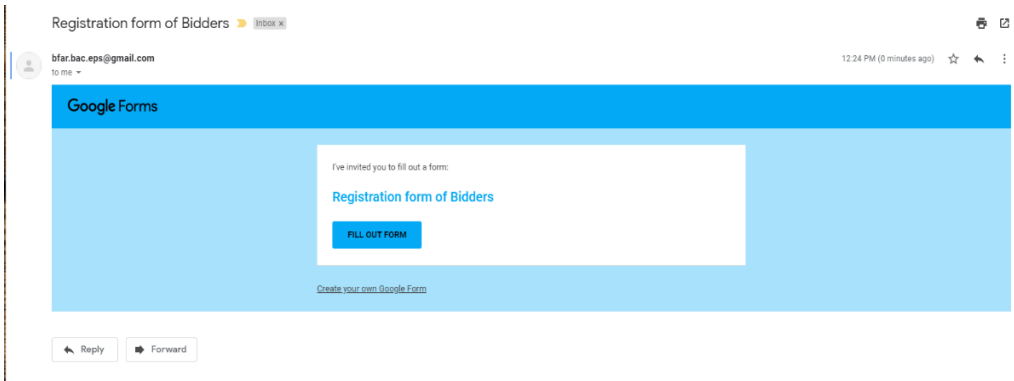 Registration form of Bidders Inbox x
bfar.bac.eps@gmail.com 12:24 PM (0 minutes ago)
to me
Google Forms
I've invited you to fill out a form:
Registration form of Bidders
FILL OUT FORM
Create your own Google Form
Reply Forward